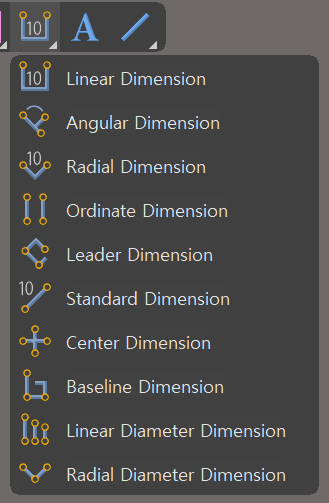 10 A
10 Linear Dimension
Angular Dimension
10 Radial Dimension
Ordinate Dimension
Leader Dimension
10 Standard Dimension
Center Dimension
Baseline Dimension
Linear Diameter Dimension
Radial Diameter Dimension